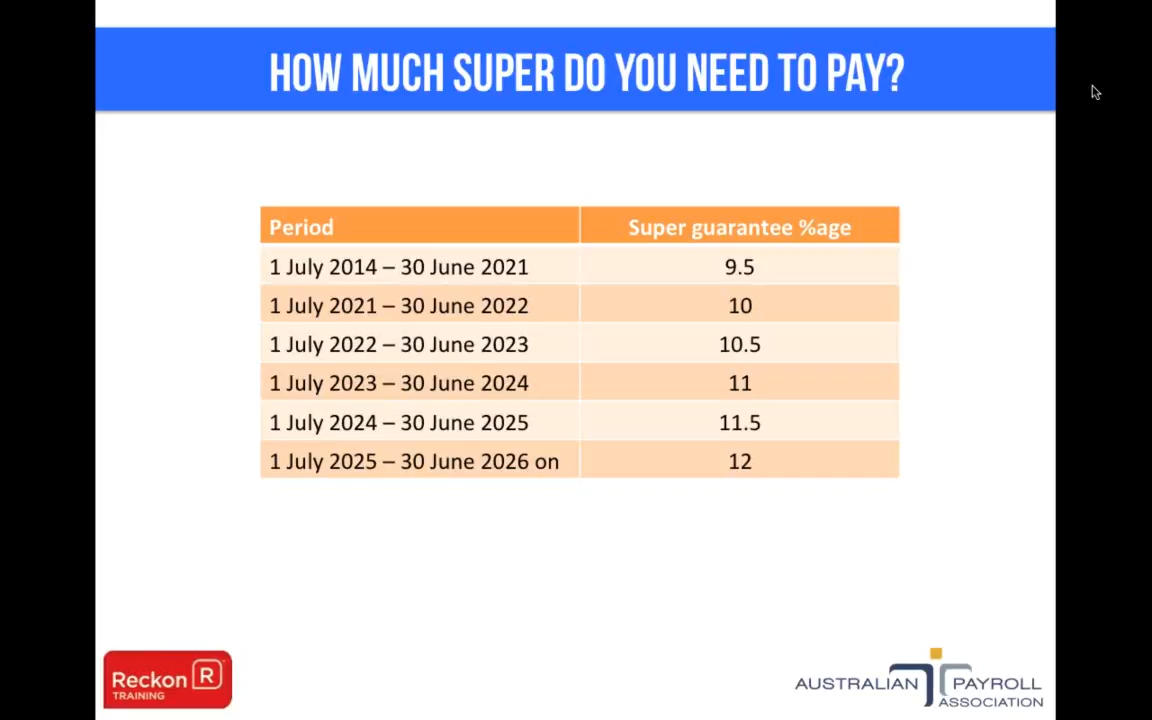 HOW MUCH SUPER DO YOU NEED TO PAY?
Period Super guarantee %age
1 July 2014 – 30 June 2021 9.5
1 July 2021 – 30 June 2022 10
1 July 2022 – 30 June 2023 10.5
1 July 2023 – 30 June 2024 11
1 July 2024 – 30 June 2025 11.5
1 July 2025 – 30 June 2026 on 12
Reckon R
TRAINING
AUSTRALIAN PAYROLL
ASSOCIATION